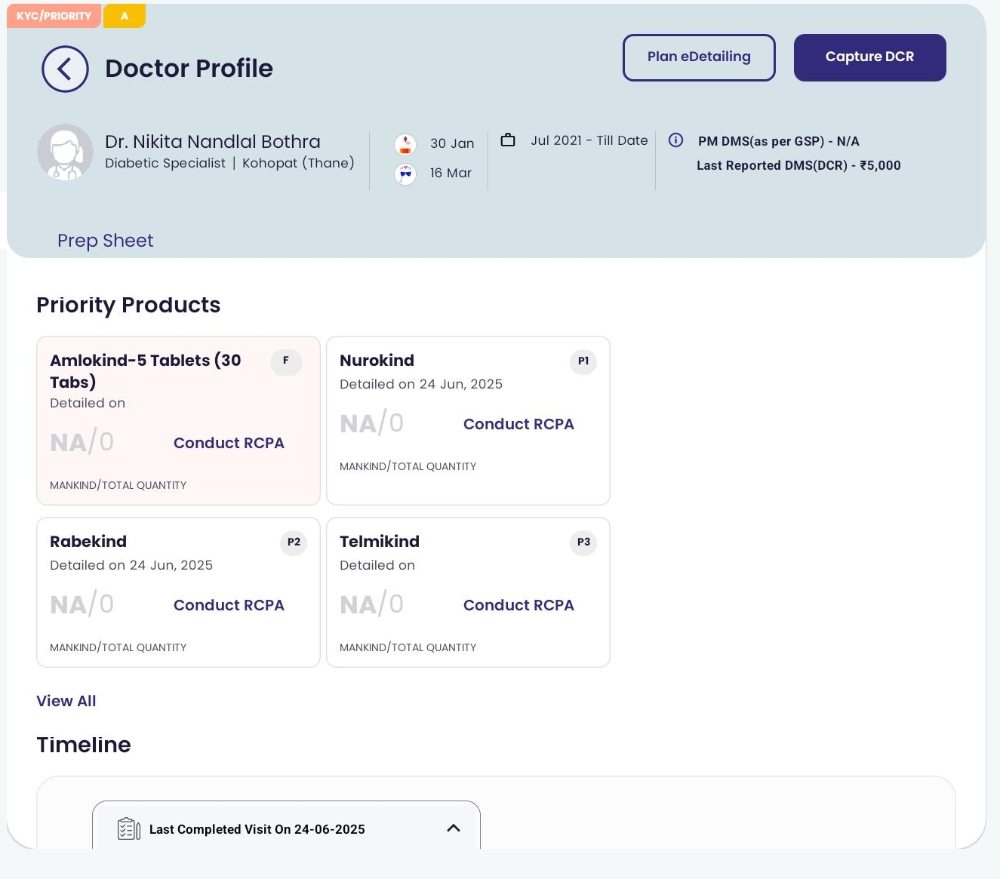 KYC/PRIORITY
A
Doctor Profile
Plan eDetailing
Capture DCR
Dr. Nikita Nandlal Bothra
Diabetic Specialist | Kohopat (Thane)
30 Jan
16 Mar
Jul 2021 - Till Date
PM DMS(as per GSP) - N/A
Last Reported DMS(DCR) - ₹5,000
Prep Sheet
Priority Products
Amlokind-5 Tablets (30
Tabs)
F
Detailed on
NA/0
Conduct RCPA
MANKIND/TOTAL QUANTITY
Nurokind
P1
Detailed on 24 Jun, 2025
NA/0
Conduct RCPA
MANKIND/TOTAL QUANTITY
Rabekind
P2
Detailed on 24 Jun, 2025
NA/0
Conduct RCPA
MANKIND/TOTAL QUANTITY
Telmikind
P3
Detailed on
NA/0
Conduct RCPA
MANKIND/TOTAL QUANTITY
View All
Timeline
Last Completed Visit On 24-06-2025